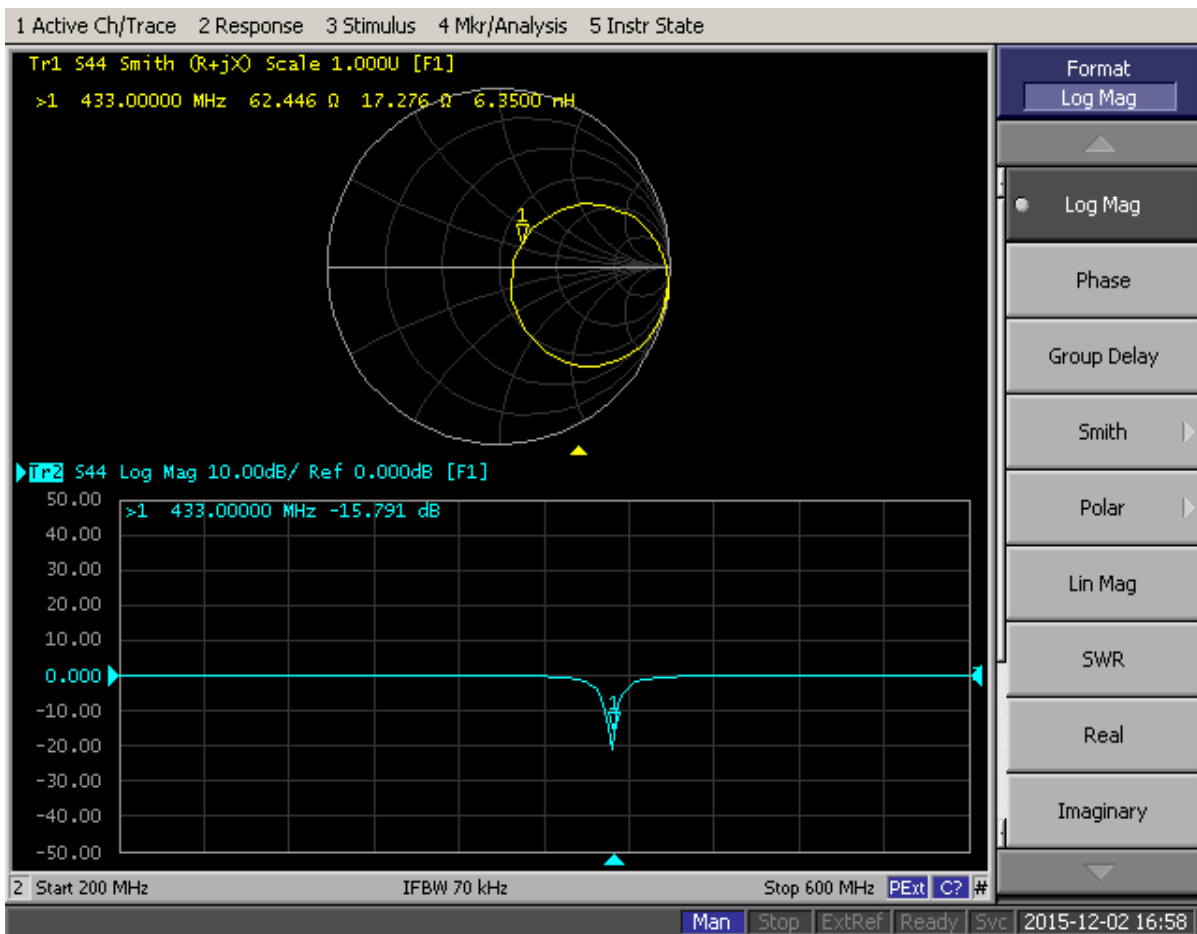 1 Active Ch/Trace 2 Response 3 Stimulus 4 Mkr/Analysis 5 Instr State
Tr1 S44 Smith (R+jX) Scale 1.000U [F1]
>1 433.00000 MHz 62.446 Ω 17.276 Ω 6.3500 nH
1
Tr2 S44 Log Mag 10.00dB/ Ref 0.000dB [F1]
>1 433.00000 MHz -15.791 dB
50.00
40.00
30.00
20.00
10.00
0.000
-10.00
-20.00
-30.00
-40.00
-50.00
1
2 Start 200 MHz IFBW 70 kHz Stop 600 MHz PExt C? #
Format
Log Mag
Log Mag
Phase
Group Delay
Smith
Polar
Lin Mag
SWR
Real
Imaginary
Man Stop ExtRef Ready Svc 2015-12-02 16:58